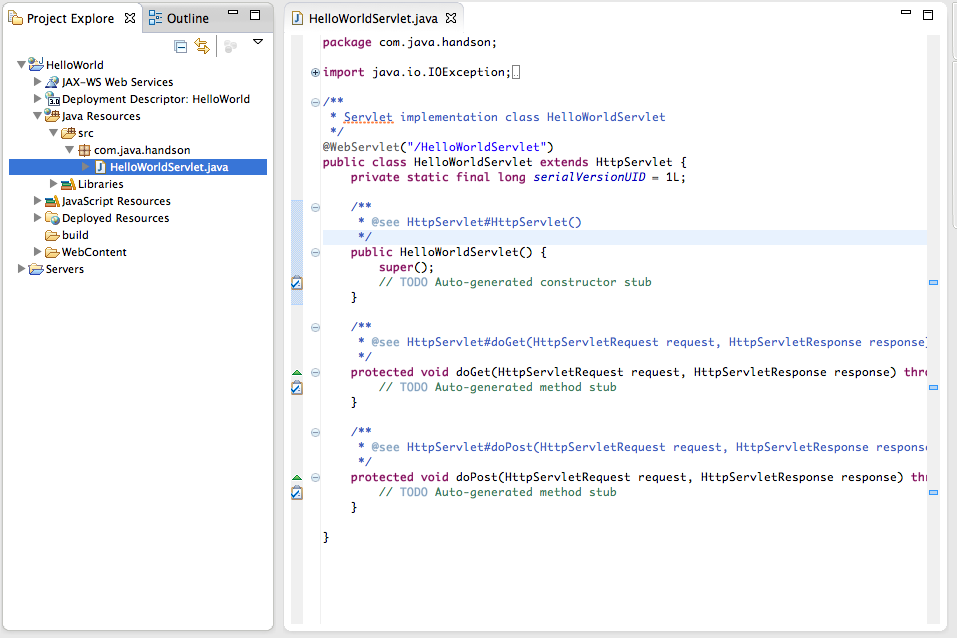 Project Explore
Outline
HelloWorld
JAX-WS Web Services
3.0 Deployment Descriptor: HelloWorld
Java Resources
src
com.java.handson
HelloWorldServlet.java
Libraries
JavaScript Resources
Deployed Resources
build
WebContent
Servers
HelloWorldServlet.java
package com.java.handson;
import java.io.IOException;
/**
* Servlet implementation class HelloWorldServlet
*/
@WebServlet("/HelloWorldServlet")
public class HelloWorldServlet extends HttpServlet {
private static final long serialVersionUID = 1L;
/**
* @see HttpServlet#HttpServlet()
*/
public HelloWorldServlet() {
super();
// TODO Auto-generated constructor stub
}
/**
* @see HttpServlet#doGet(HttpServletRequest request, HttpServletResponse response)
*/
protected void doGet(HttpServletRequest request, HttpServletResponse response) thro
// TODO Auto-generated method stub
}
/**
* @see HttpServlet#doPost(HttpServletRequest request, HttpServletResponse response
*/
protected void doPost(HttpServletRequest request, HttpServletResponse response) thr
// TODO Auto-generated method stub
}
}